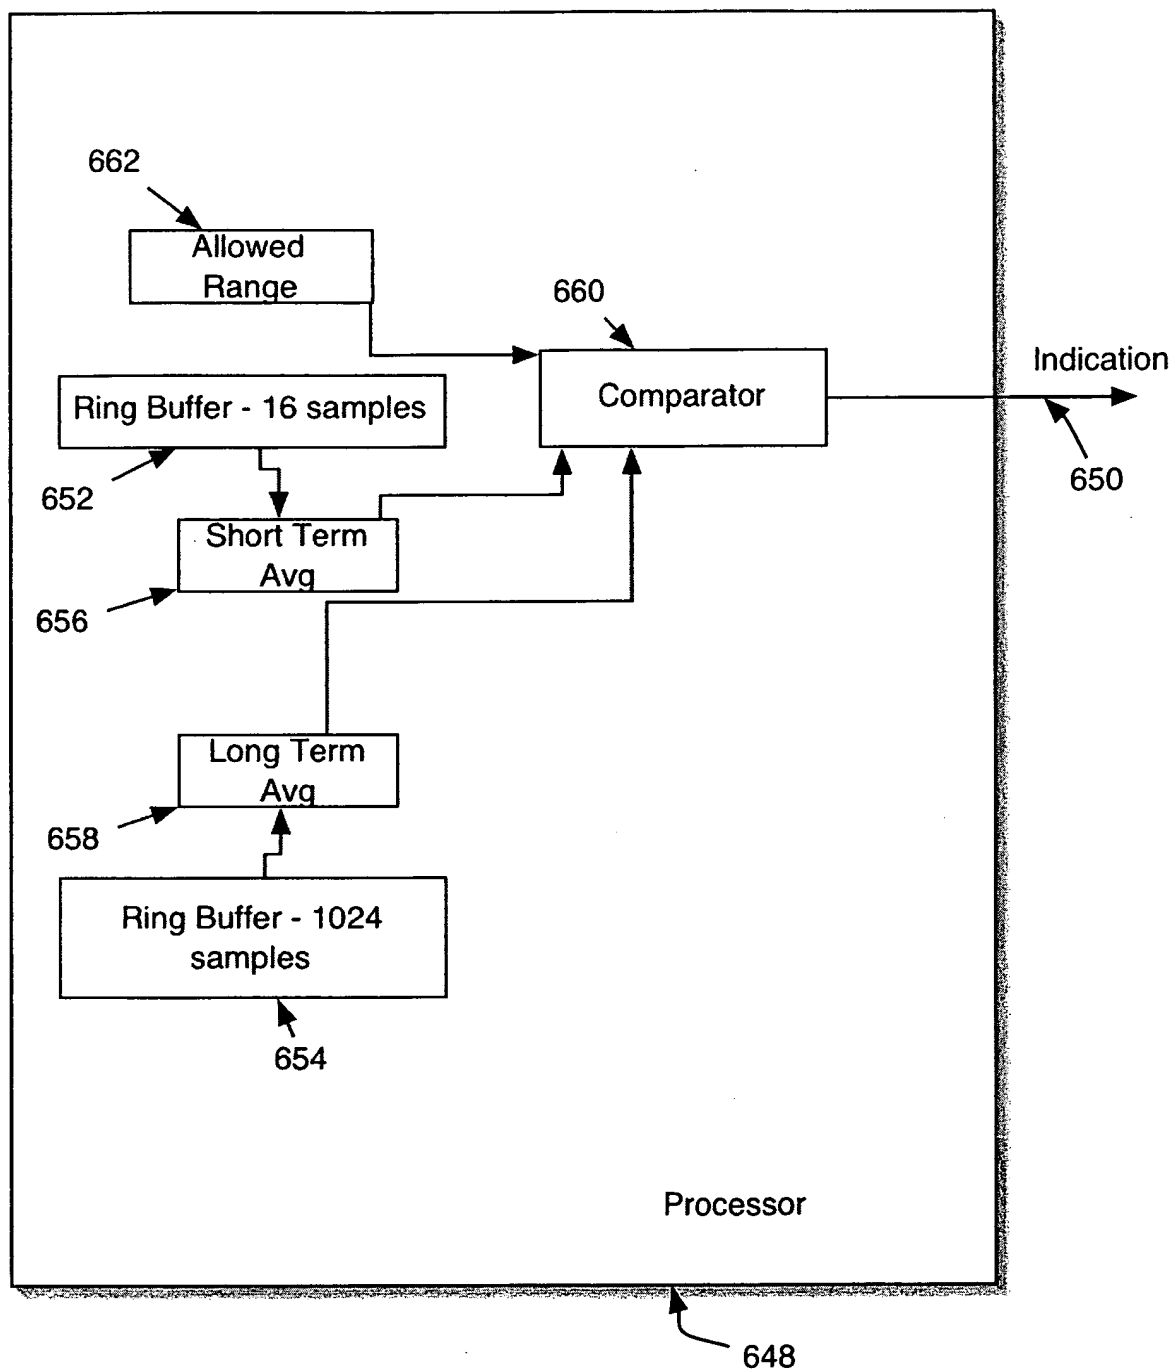 662
Allowed
Range
660
Indication
Comparator
Ring Buffer - 16 samples
650
652
Short Term
Avg
656
Long Term
Avg
658
Ring Buffer - 1024
samples
654
Processor
648